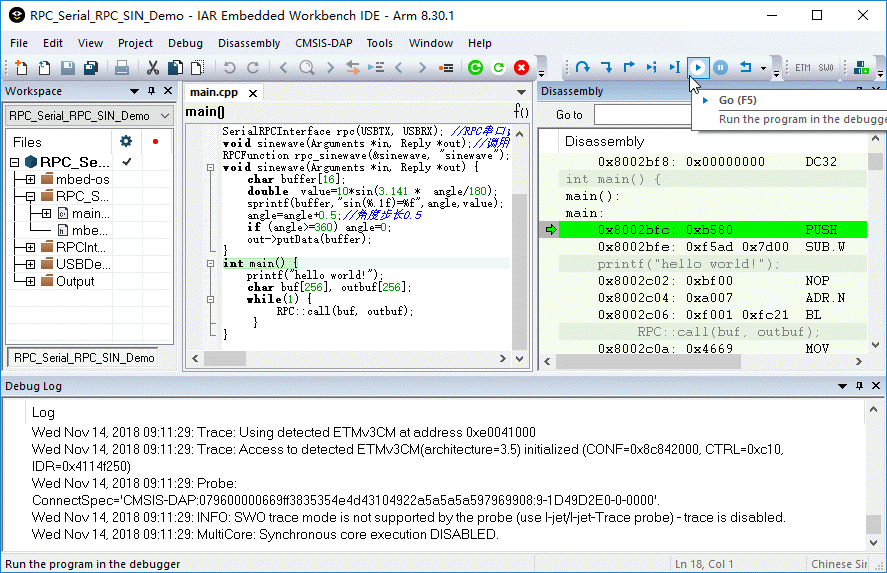 RPC_Serial_RPC_SIN_Demo - IAR Embedded Workbench IDE - Arm 8.30.1
File Edit View Project Debug Disassembly CMSIS-DAP Tools Window Help
ETM SWO
Go (F5)
Run the program in the debugge
Workspace
RPC_Serial_RPC_SIN_Demo
Files
RPC_Se...
mbed-os
RPC_S...
main...
mbe...
RPCInt...
USBDe...
Output
RPC_Serial_RPC_SIN_Demo
main.cpp
main()
f()
SerialRPCInterface rpc(USBTX, USBRX); //RPC串口
void sinewave(Arguments *in, Reply *out);//调用
RPCFunction rpc_sinewave(&sinewave, "sinewave");
void sinewave(Arguments *in, Reply *out) {
char buffer[16];
double value=10*sin(3.141 * angle/180);
sprintf(buffer,"sin(%.1f)=%f",angle,value);
angle=angle+0.5;//角度步长0.5
if (angle>=360) angle=0;
out->putData(buffer);
}
int main() {
printf("hello world!");
char buf[256], outbuf[256];
while(1) {
RPC::call(buf, outbuf);
}
}
Disassembly
Go to
Disassembly
0x8002bf8: 0x00000000 DC32
int main() {
main():
main:
0x8002bfc: 0xb580 PUSH
0x8002bfe: 0xf5ad 0x7d00 SUB.W
printf("hello world!");
0x8002c02: 0xbf00 NOP
0x8002c04: 0xa007 ADR.N
0x8002c06: 0xf001 0xfc21 BL
RPC::call(buf, outbuf);
0x8002c0a: 0x4669 MOV
Debug Log
Log
Wed Nov 14, 2018 09:11:29: Trace: Using detected ETMv3CM at address 0xe0041000
Wed Nov 14, 2018 09:11:29: Trace: Access to detected ETMv3CM(architecture=3.5) initialized (CONF=0x8c842000, CTRL=0xc10,
IDR=0x4114f250)
Wed Nov 14, 2018 09:11:29: Probe:
ConnectSpec='CMSIS-DAP:079600000669ff3835354e4d43104922a5a5a5a597969908:9-1D49D2E0-0-0000'.
Wed Nov 14, 2018 09:11:29: INFO: SWO trace mode is not supported by the probe (use I-jet/I-jet-Trace probe) - trace is disabled.
Wed Nov 14, 2018 09:11:29: MultiCore: Synchronous core execution DISABLED.
Run the program in the debugger
Ln 18, Col 1
Chinese Sir